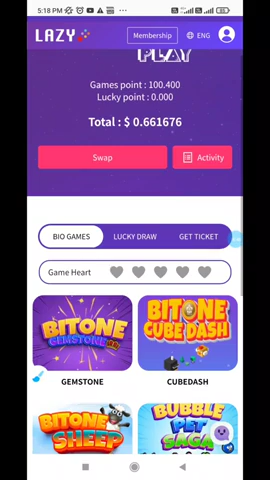 5:18 PM
LAZY
Membership
ENG
PLAY
Games point : 100.400
Lucky point : 0.000
Total : $ 0.661676
Swap
Activity
BIO GAMES
LUCKY DRAW
GET TICKET
Game Heart
BITONE
GEMSTONE
BITONE
CUBE DASH
GEMSTONE
CUBEDASH
BITONE
SHEEP
BUBBLE
PET
SAGA